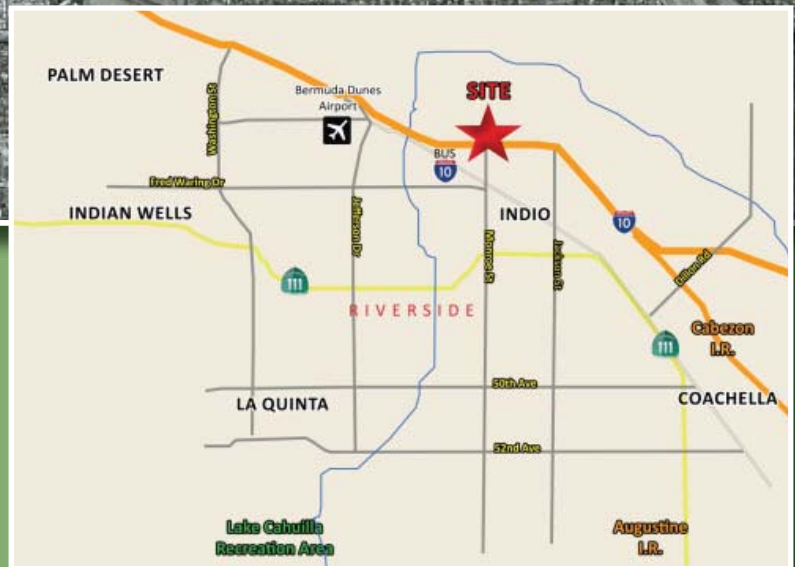 PALM DESERT
Washington St
Bermuda Dunes
Airport
SITE
BUS
10
Fred Waring Dr
INDIAN WELLS
Jefferson Dr
INDIO
10
Monroe St
Jackson St
Dillon Rd
111
RIVERSIDE
Cabezon
I.R.
111
50th Ave
LA QUINTA
COACHELLA
52nd Ave
Lake Cahuilla
Recreation Area
Augustine
I.R.